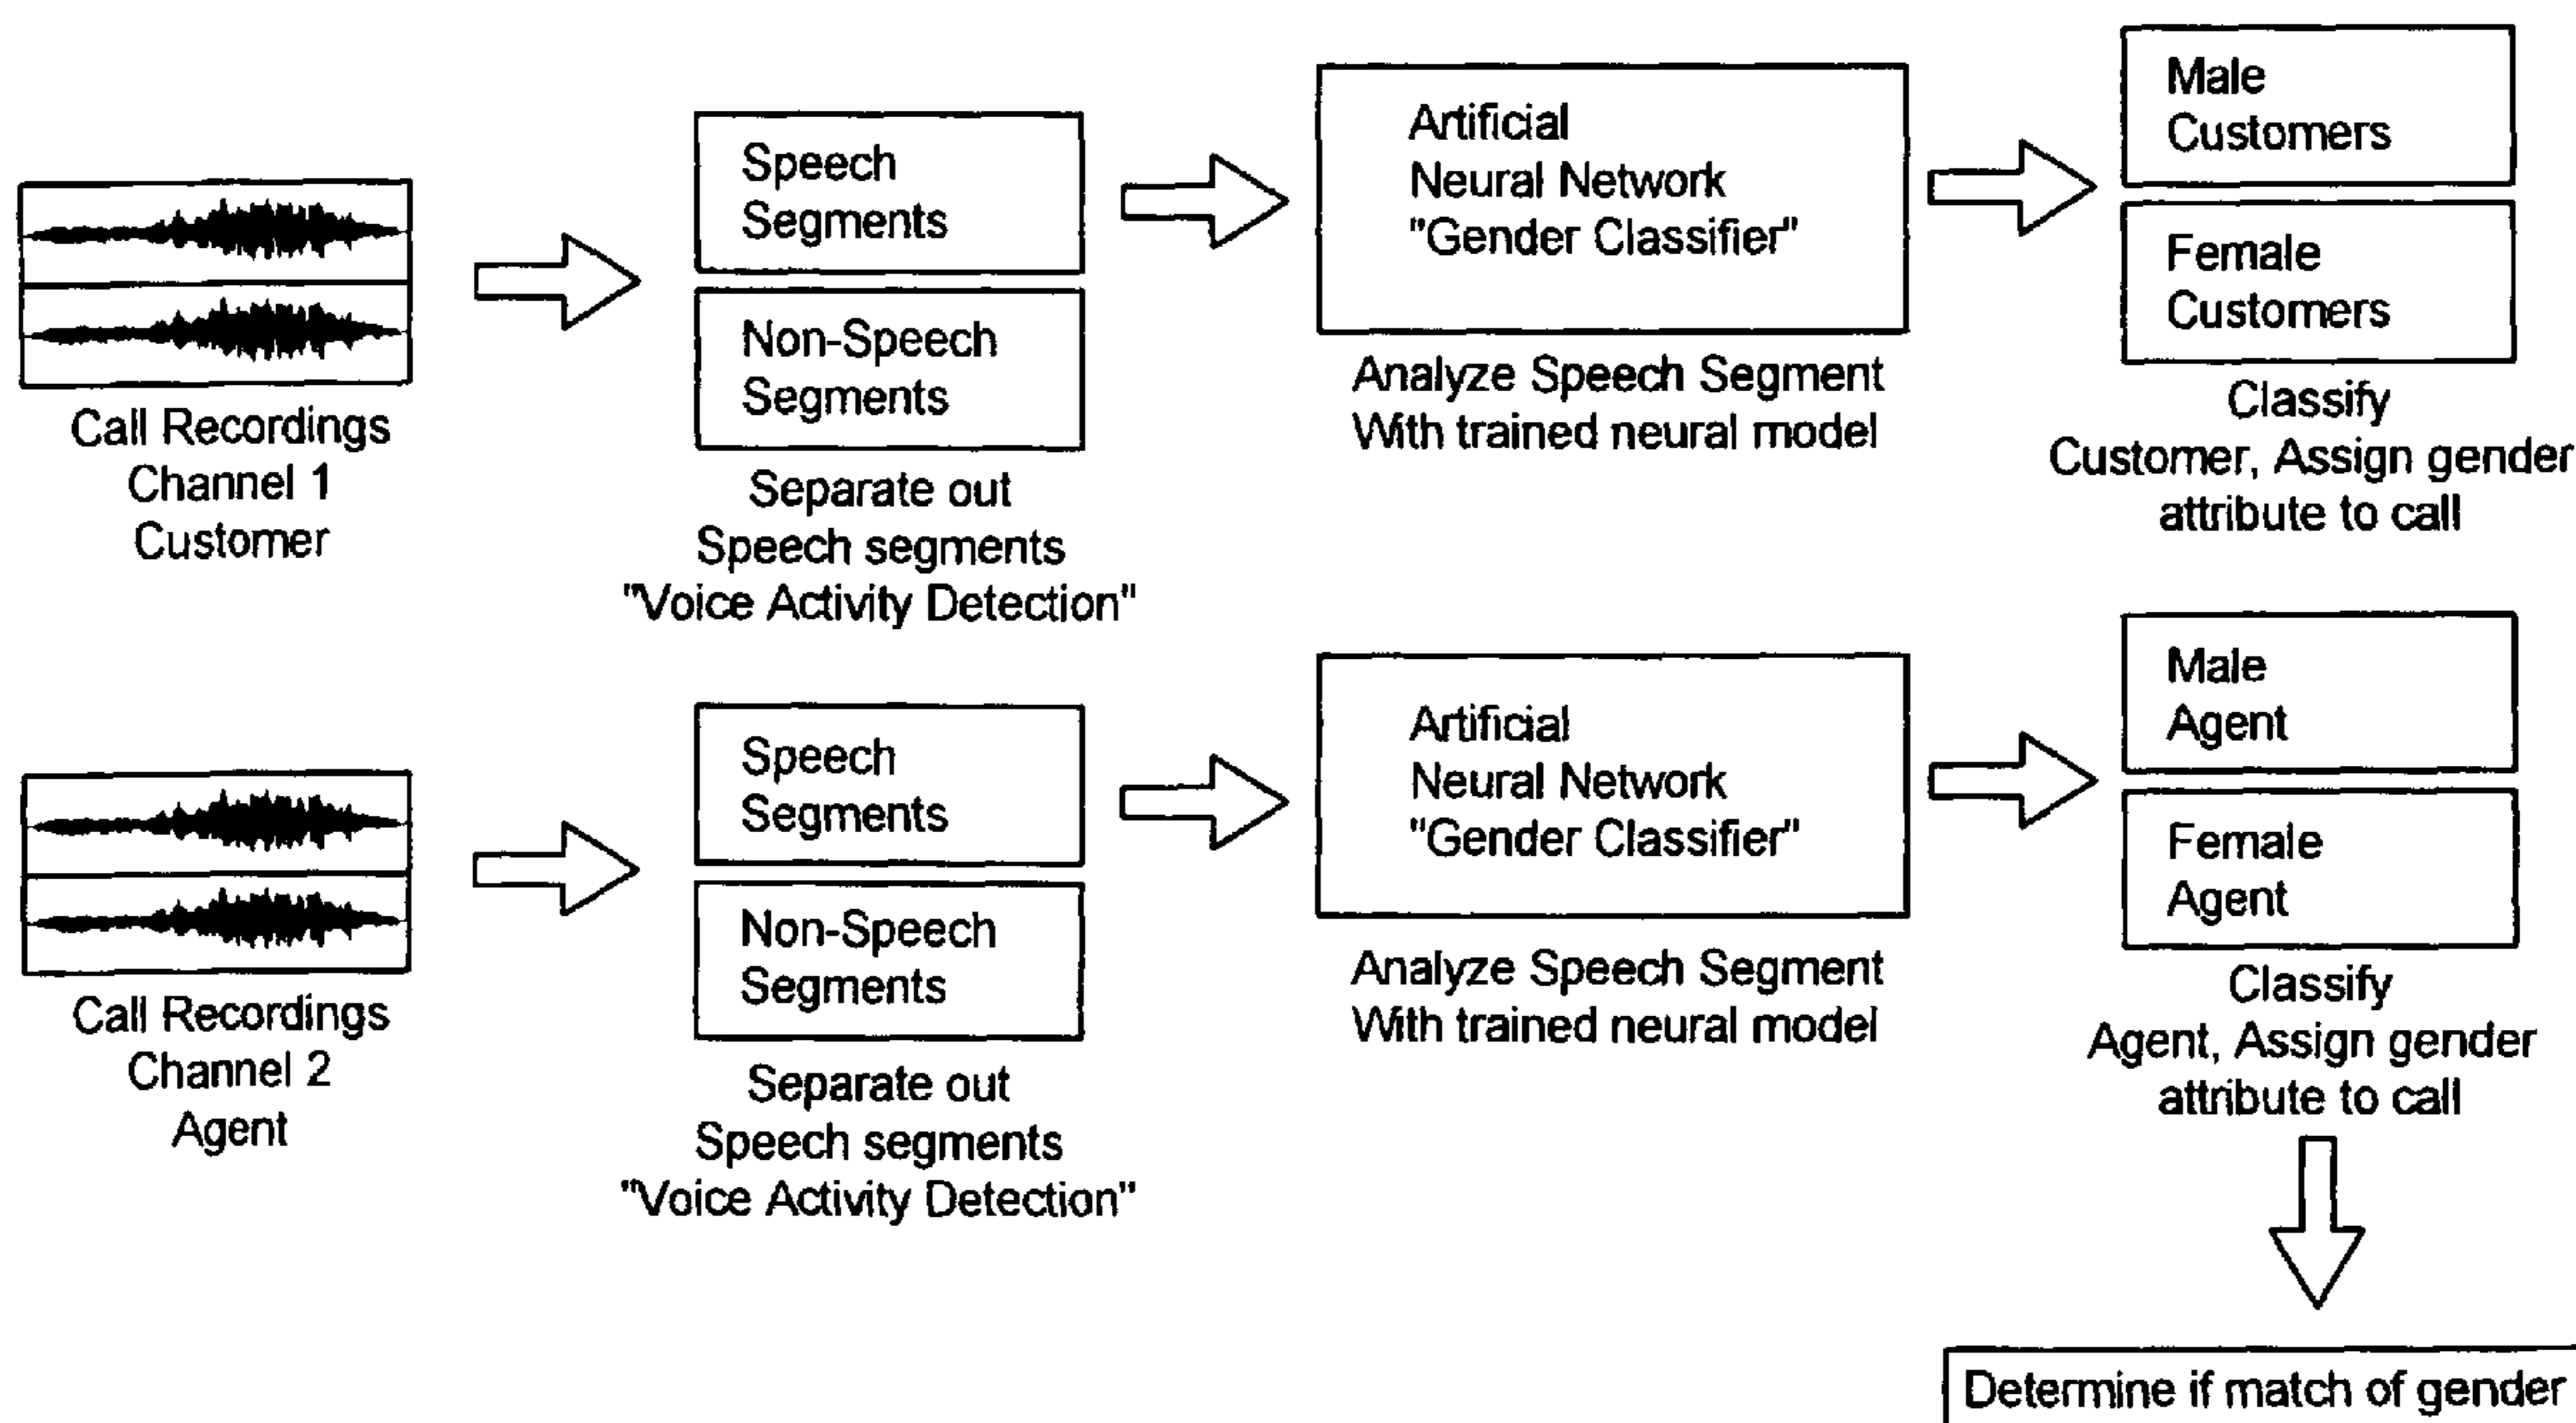 Call Recordings
Channel 1
Customer
Speech
Segments
Non-Speech
Segments
Separate out
Speech segments
"Voice Activity Detection"
Artificial
Neural Network
"Gender Classifier"
Analyze Speech Segment
With trained neural model
Male
Customers
Female
Customers
Classify
Customer, Assign gender
attribute to call
Call Recordings
Channel 2
Agent
Speech
Segments
Non-Speech
Segments
Separate out
Speech segments
"Voice Activity Detection"
Artificial
Neural Network
"Gender Classifier"
Analyze Speech Segment
With trained neural model
Male
Agent
Female
Agent
Classify
Agent, Assign gender
attribute to call
Determine if match of gender